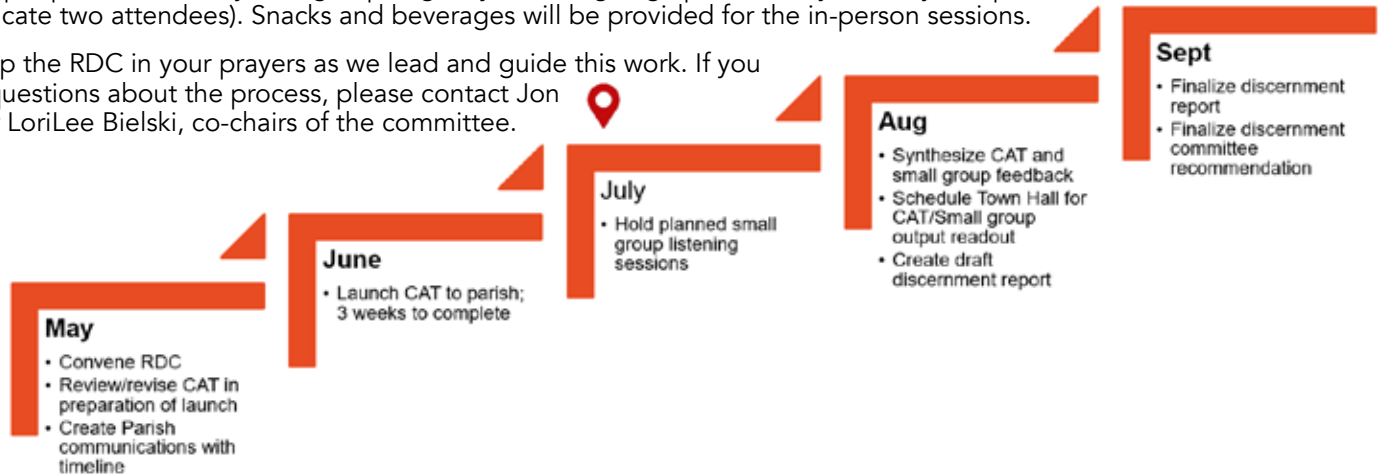 icate two attendees). Snacks and beverages will be provided for the in-person sessions.
p the RDC in your prayers as we lead and guide this work. If you
questions about the process, please contact Jon
LoriLee Bielski, co-chairs of the committee.
May
• Convene RDC
• Review/revise CAT in
preparation of launch
• Create Parish
communications with
timeline
June
• Launch CAT to parish;
3 weeks to complete
July
• Hold planned small
group listening
sessions
Aug
• Synthesize CAT and
small group feedback
• Schedule Town Hall for
CAT/Small group
output readout
• Create draft
discernment report
Sept
• Finalize discernment
report
• Finalize discernment
committee
recommendation